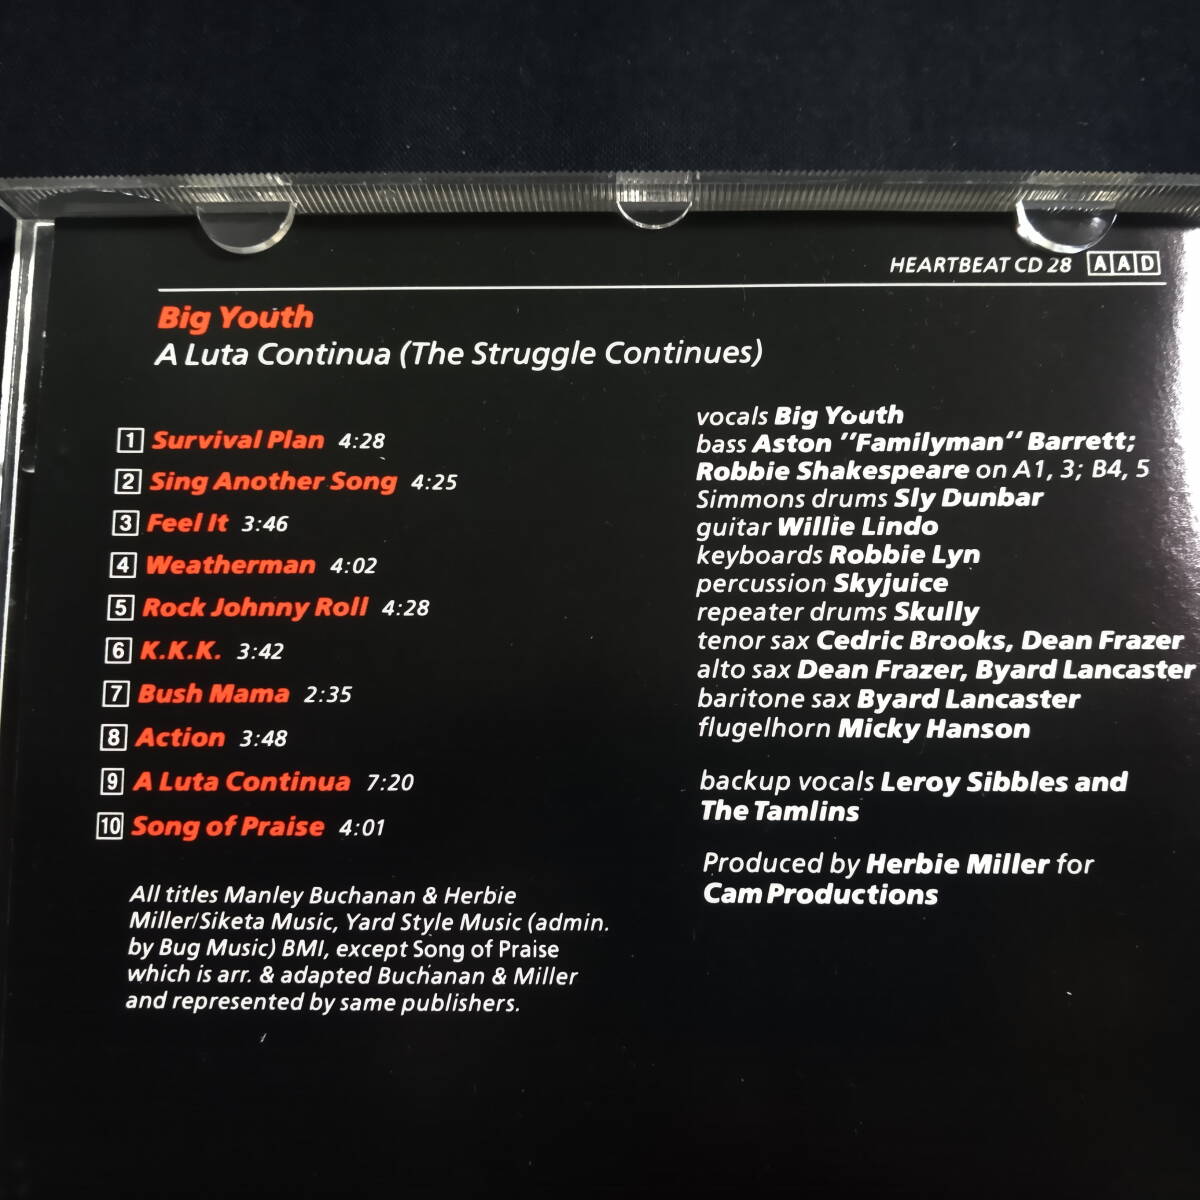 HEARTBEAT CD 28 A A D
Big Youth
A Luta Continua (The Struggle Continues)
1 Survival Plan 4:28
2 Sing Another Song 4:25
3 Feel It 3:46
4 Weatherman 4:02
5 Rock Johnny Roll 4:28
6 K.K.K. 3:42
7 Bush Mama 2:35
8 Action 3:48
9 A Luta Continua 7:20
10 Song of Praise 4:01
All titles Manley Buchanan & Herbie
Miller/Siketa Music, Yard Style Music (admin.
by Bug Music) BMI, except Song of Praise
which is arr. & adapted Buchanan & Miller
and represented by same publishers.
vocals Big Youth
bass Aston "Familyman" Barrett;
Robbie Shakespeare on A1, 3; B4, 5
Simmons drums Sly Dunbar
guitar Willie Lindo
keyboards Robbie Lyn
percussion Skyjuice
repeater drums Skully
tenor sax Cedric Brooks, Dean Frazer
alto sax Dean Frazer, Byard Lancaster
baritone sax Byard Lancaster
flugelhorn Micky Hanson
backup vocals Leroy Sibbles and
The Tamlins
Produced by Herbie Miller for
Cam Productions